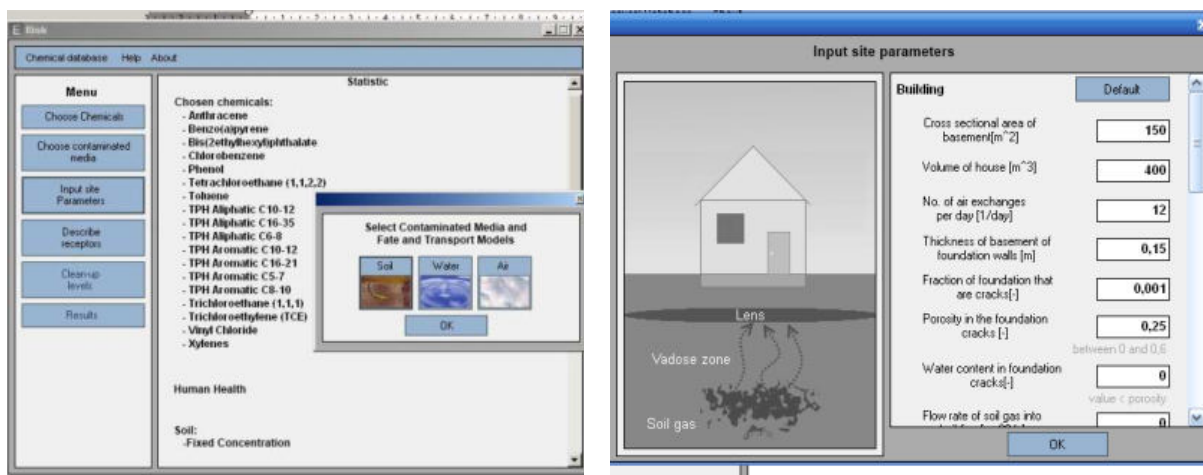 E Risk
Chemical database Help About
Menu
Choose Chemicals
Choose contaminated
media
Input site
Parameters
Describe
receptors
Clean-up
levels
Results
Statistic
Chosen chemicals:
- Anthracene
- Benzo(a)pyrene
- Bis(2ethylhexyl)phthalate
- Chlorobenzene
- Phenol
- Tetrachloroethane (1,1,2,2)
- Toluene
- TPH Aliphatic C10-12
- TPH Aliphatic C16-35
- TPH Aliphatic C6-8
- TPH Aromatic C10-12
- TPH Aromatic C16-21
- TPH Aromatic C5-7
- TPH Aromatic C8-10
- Trichloroethane (1,1,1)
- Trichloroethylene (TCE)
- Vinyl Chloride
- Xylenes
Human Health
Soil:
-Fixed Concentration
Select Contaminated Media and
Fate and Transport Models
Soil Water Air
OK
Input site parameters
Lens
Vadose zone
Soil gas
Building Default
Cross sectional area of
basement[m^2] 150
Volume of house [m^3] 400
No. of air exchanges
per day [1/day] 12
Thickness of basement of
foundation walls [m] 0,15
Fraction of foundation that
are cracks[-] 0,001
Porosity in the foundation
cracks [-] 0,25
between 0 and 0,6
Water content in foundation
cracks[-] 0
value < porosity
Flow rate of soil gas into
0
OK